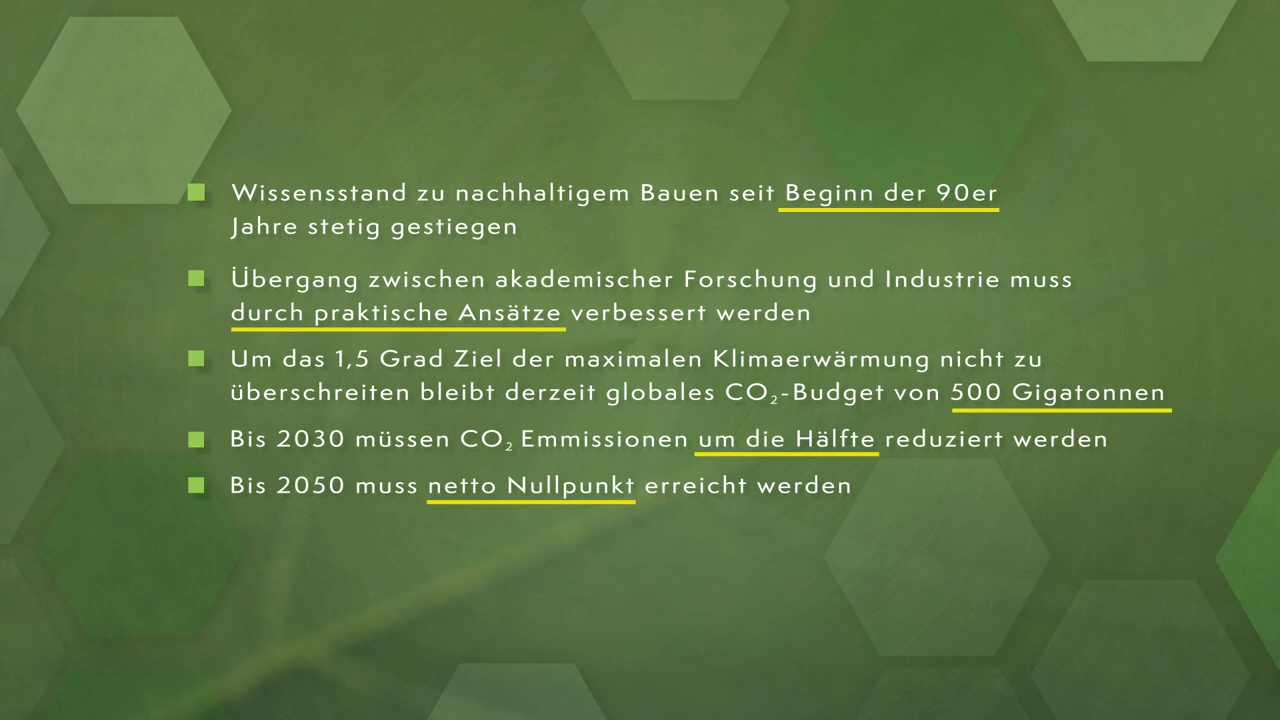 Wissensstand zu nachhaltigem Bauen seit Beginn der 90er
Jahre stetig gestiegen
Übergang zwischen akademischer Forschung und Industrie muss
durch praktische Ansätze verbessert werden
Um das 1,5 Grad Ziel der maximalen Klimaerwärmung nicht zu
überschreiten bleibt derzeit globales CO₂-Budget von 500 Gigatonnen
Bis 2030 müssen CO₂ Emmissionen um die Hälfte reduziert werden
Bis 2050 muss netto Nullpunkt erreicht werden